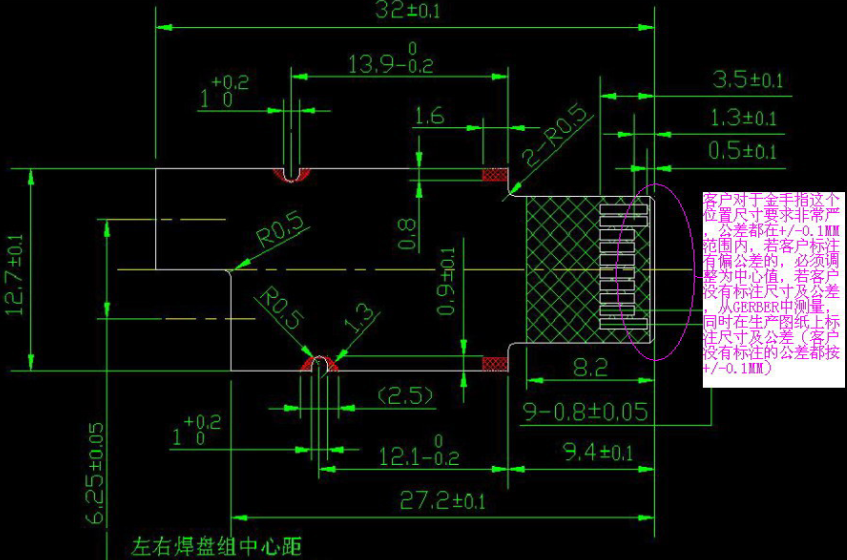 32±0.1
0
13.9-0.2
+0.2
1 0
1.6
2-R0.5
3.5±0.1
1.3±0.1
0.5±0.1
0.8
R0.5
12.7±0.1
0.9±0.1
R0.5
1.3
客户对于金手指这个
位置尺寸要求非常严
，公差都在+/-0.1MM
范围内，若客户标注
有偏公差的，必须调
整为中心值，若客户
没有标注尺寸及公差
，从GERBER中测量，
同时在生产图纸上标
注尺寸及公差（客户
没有标注的公差都按
+/-0.1MM）
8.2
(2.5)
9-0.8±0.05
+0.2
1 0
0
12.1-0.2
9.4±0.1
6.25±0.05
27.2±0.1
左右焊盘组中心距